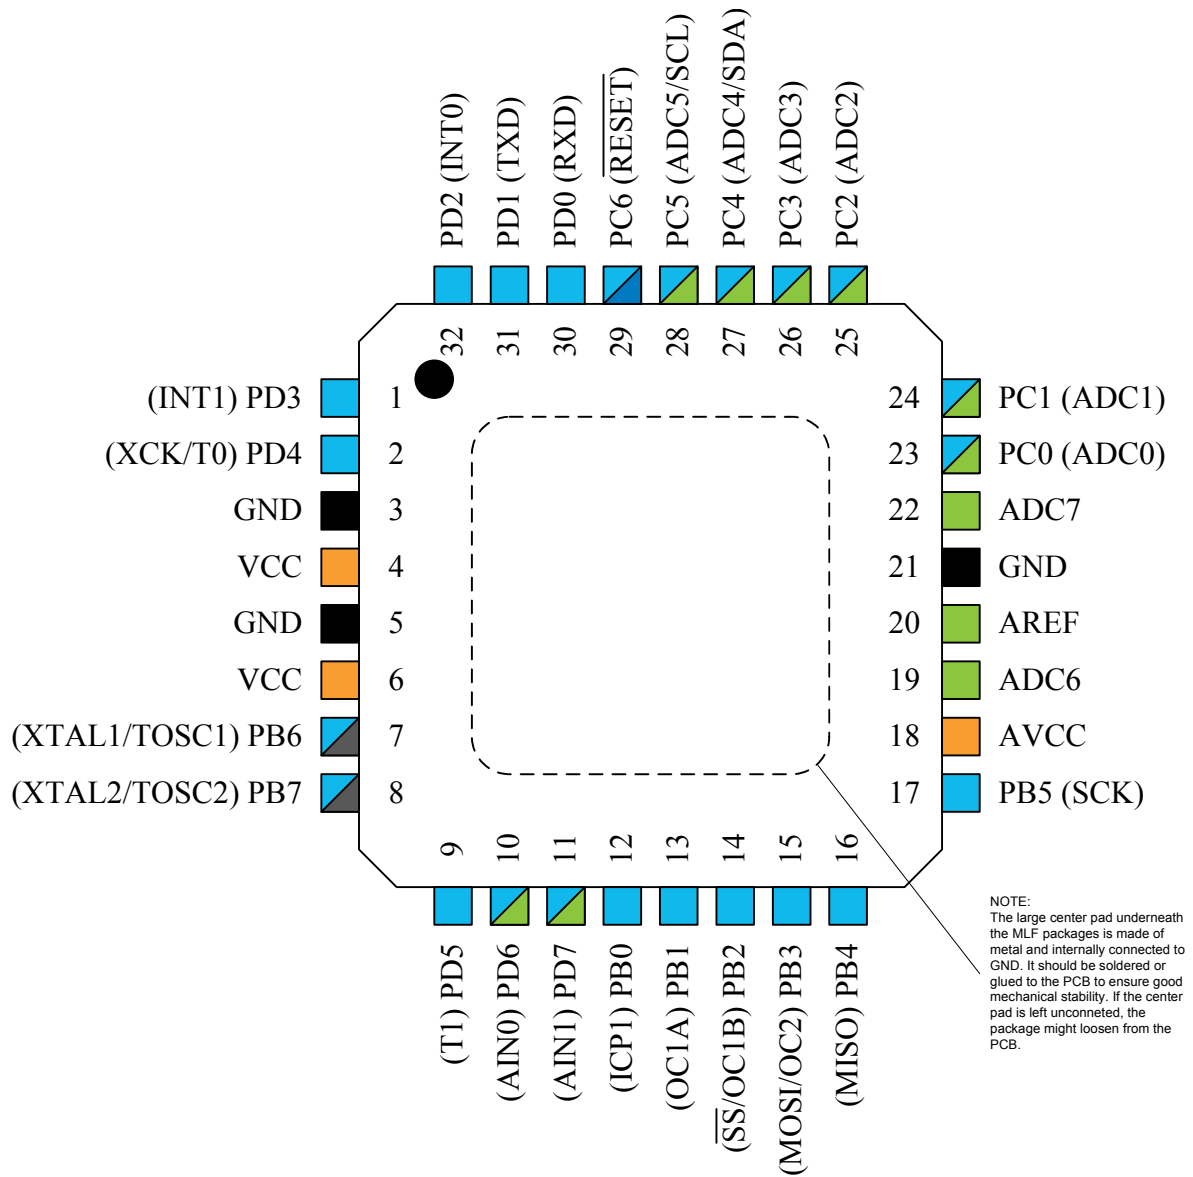 PD2 (INT0)
PD1 (TXD)
PD0 (RXD)
PC6 (RESET)
PC5 (ADC5/SCL)
PC4 (ADC4/SDA)
PC3 (ADC3)
PC2 (ADC2)
32
31
30
29
28
27
26
25
(INT1) PD3 1
(XCK/T0) PD4 2
GND 3
VCC 4
GND 5
VCC 6
(XTAL1/TOSC1) PB6 7
(XTAL2/TOSC2) PB7 8
24 PC1 (ADC1)
23 PC0 (ADC0)
22 ADC7
21 GND
20 AREF
19 ADC6
18 AVCC
17 PB5 (SCK)
9
10
11
12
13
14
15
16
(T1) PD5
(AIN0) PD6
(AIN1) PD7
(ICP1) PB0
(OC1A) PB1
(SS/OC1B) PB2
(MOSI/OC2) PB3
(MISO) PB4
NOTE:
The large center pad underneath
the MLF packages is made of
metal and internally connected to
GND. It should be soldered or
glued to the PCB to ensure good
mechanical stability. If the center
pad is left unconneted, the
package might loosen from the
PCB.